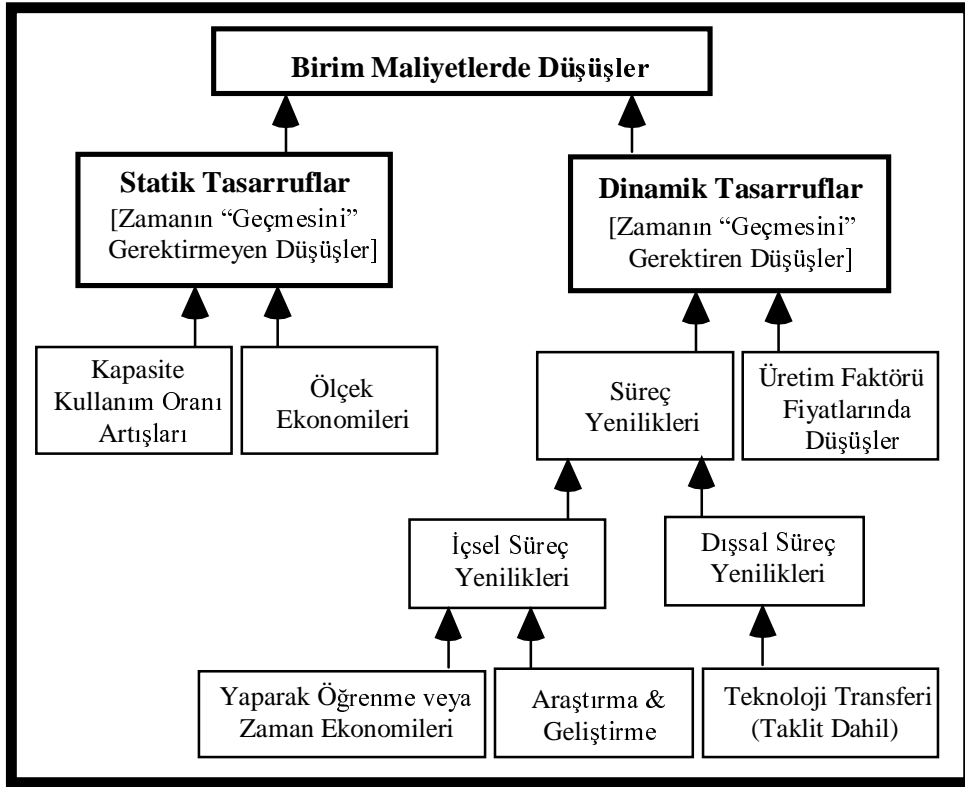 Birim Maliyetlerde Düşüşler
Statik Tasarruflar
[Zamanın “Geçmesini”
Gerektirmeyen Düşüşler]
Dinamik Tasarruflar
[Zamanın “Geçmesini”
Gerektiren Düşüşler]
Kapasite
Kullanım Oranı
Artışları
Ölçek
Ekonomileri
Süreç
Yenilikleri
Üretim Faktörü
Fiyatlarında
Düşüşler
İçsel Süreç
Yenilikleri
Dışsal Süreç
Yenilikleri
Yaparak Öğrenme veya
Zaman Ekonomileri
Araştırma &
Geliştirme
Teknoloji Transferi
(Taklit Dahil)